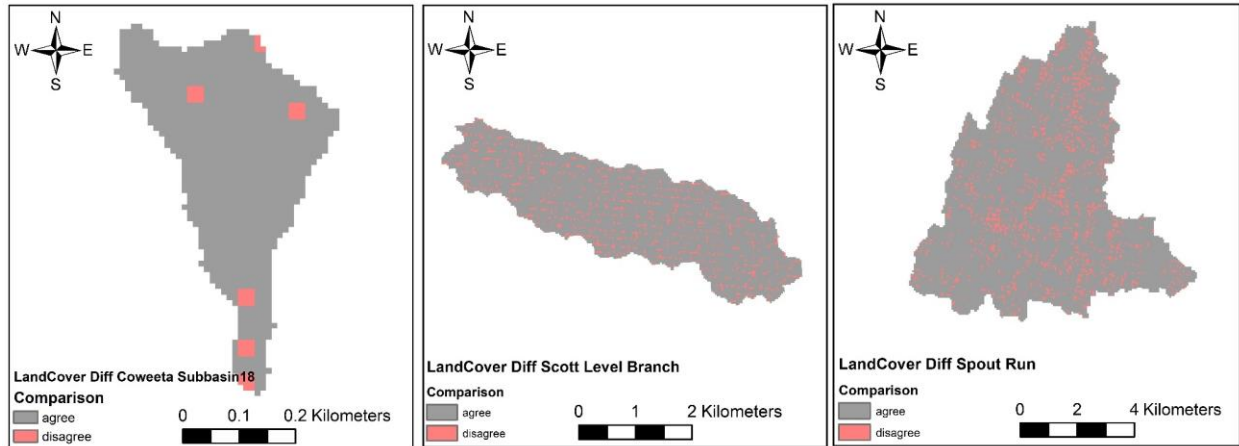 N
W E
S
LandCover Diff Coweeta Subbasin18
Comparison
agree
disagree
0 0.1 0.2 Kilometers
N
W E
S
LandCover Diff Scott Level Branch
Comparison
agree
disagree
0 1 2 Kilometers
N
W E
S
LandCover Diff Spout Run
Comparison
agree
disagree
0 2 4 Kilometers